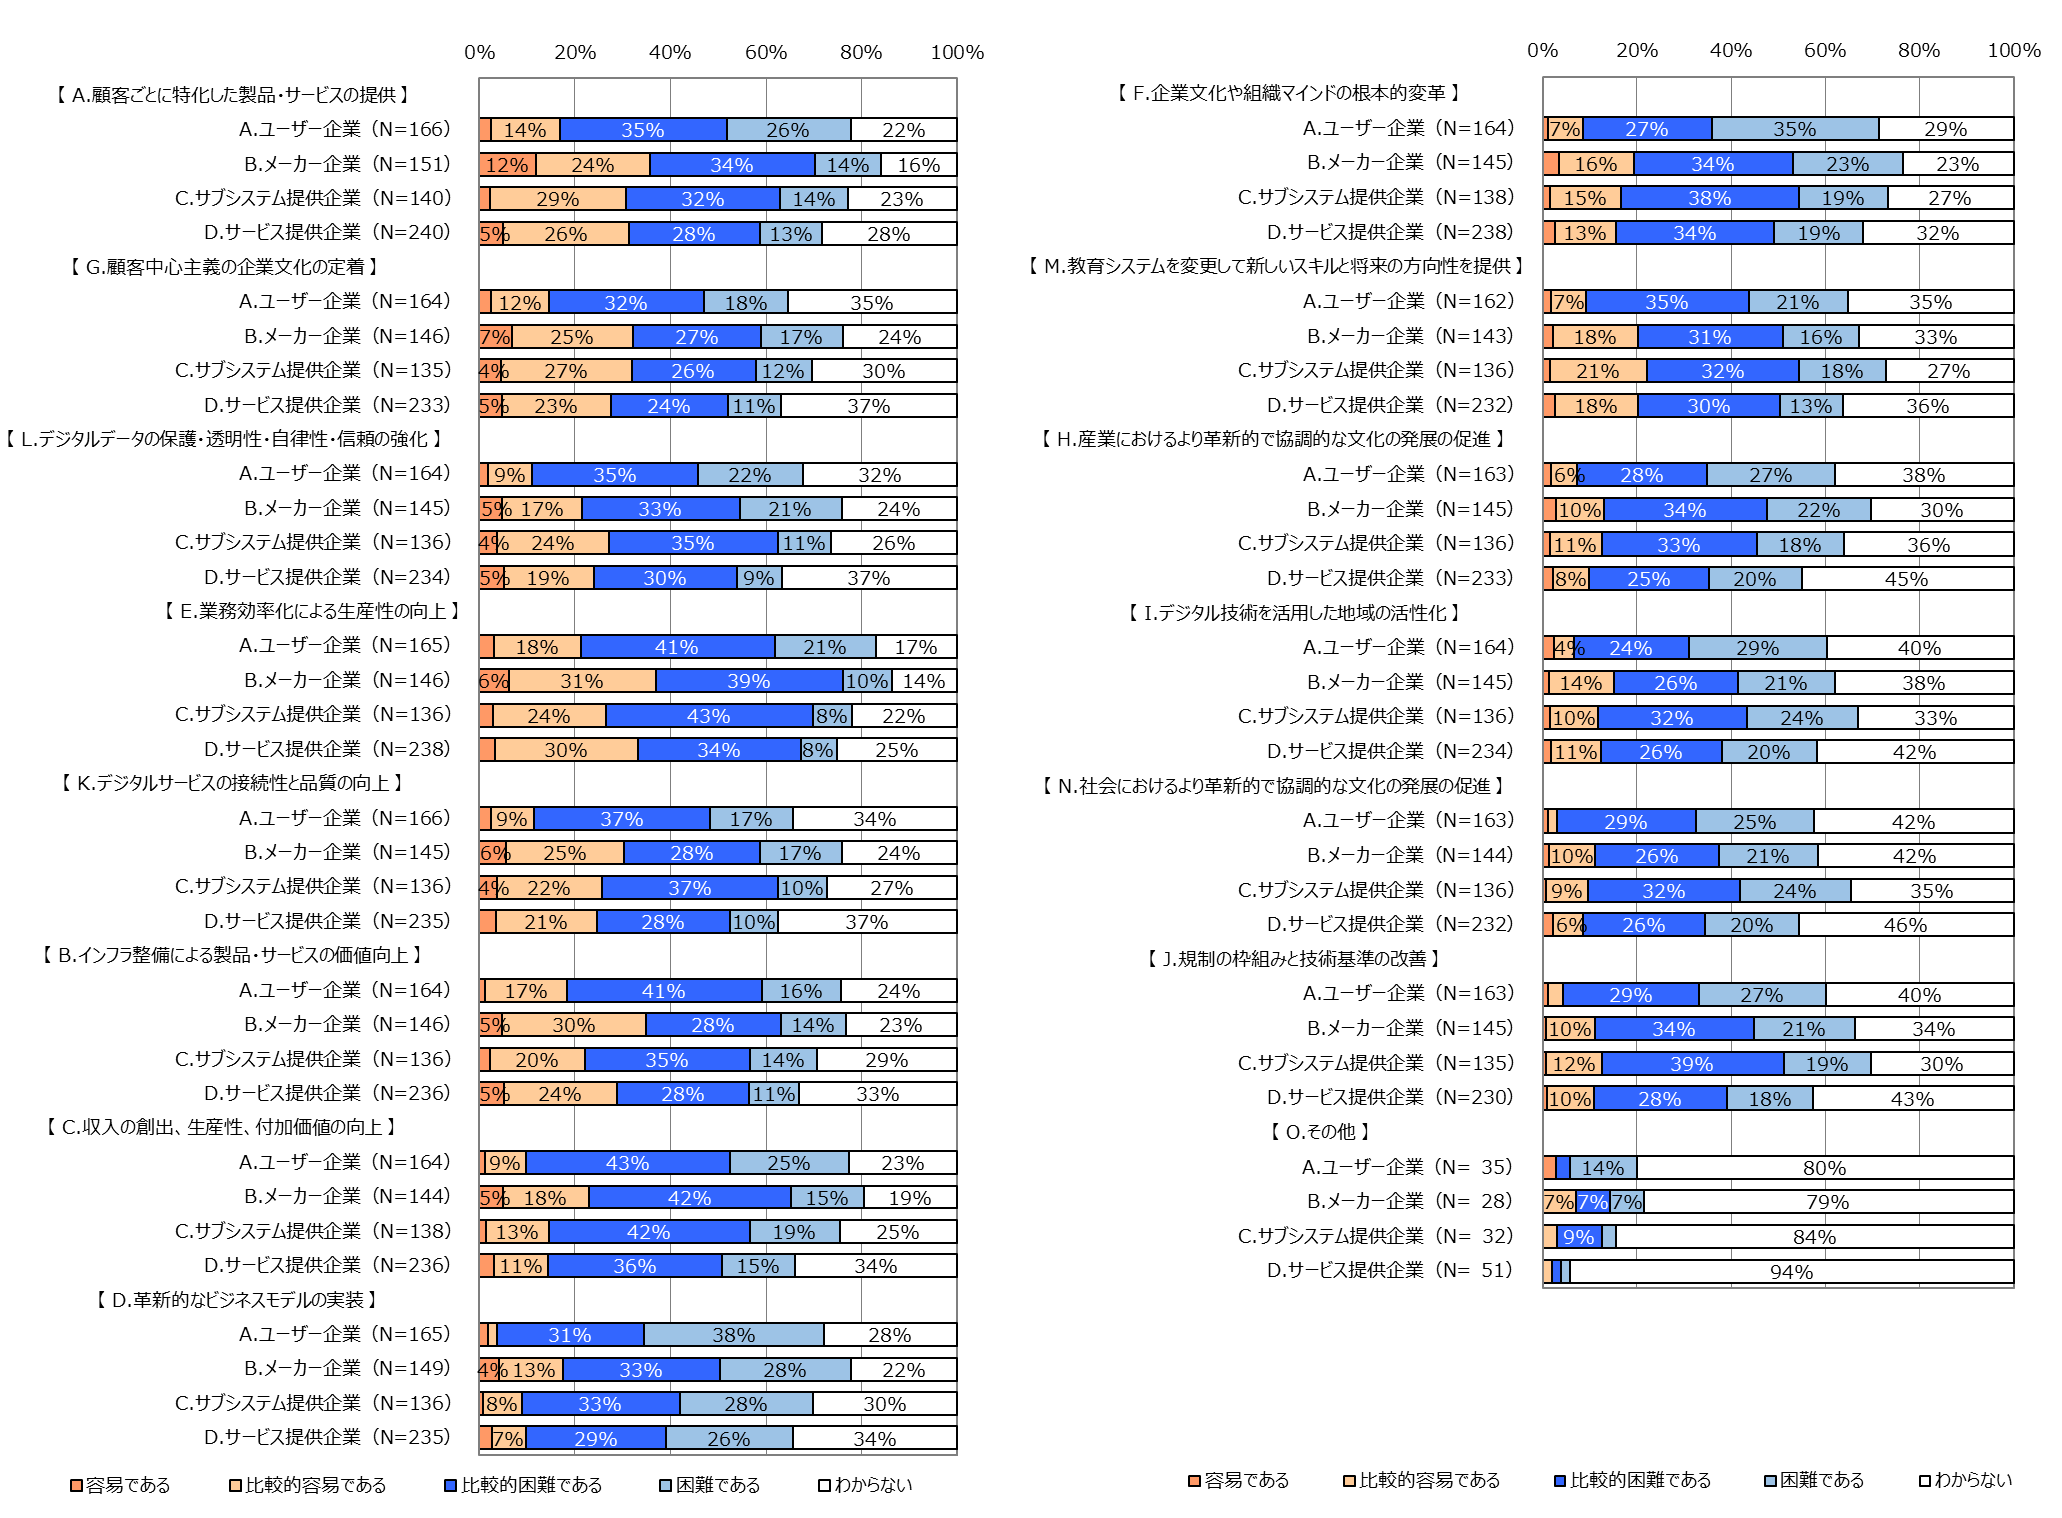 0% 20% 40% 60% 80% 100%
【 A.顧客ごとに特化した製品・サービスの提供 】
A.ユーザー企業（N=166） 14% 35% 26% 22%
B.メーカー企業（N=151） 12% 24% 34% 14% 16%
C.サブシステム提供企業（N=140） 29% 32% 14% 23%
D.サービス提供企業（N=240） 5% 26% 28% 13% 28%
【 G.顧客中心主義の企業文化の定着 】
A.ユーザー企業（N=164） 12% 32% 18% 35%
B.メーカー企業（N=146） 7% 25% 27% 17% 24%
C.サブシステム提供企業（N=135） 4% 27% 26% 12% 30%
D.サービス提供企業（N=233） 5% 23% 24% 11% 37%
【 L.デジタルデータの保護・透明性・自律性・信頼の強化 】
A.ユーザー企業（N=164） 9% 35% 22% 32%
B.メーカー企業（N=145） 5% 17% 33% 21% 24%
C.サブシステム提供企業（N=136） 4% 24% 35% 11% 26%
D.サービス提供企業（N=234） 5% 19% 30% 9% 37%
【 E.業務効率化による生産性の向上 】
A.ユーザー企業（N=165） 18% 41% 21% 17%
B.メーカー企業（N=146） 6% 31% 39% 10% 14%
C.サブシステム提供企業（N=136） 24% 43% 8% 22%
D.サービス提供企業（N=238） 30% 34% 8% 25%
【 K.デジタルサービスの接続性と品質の向上 】
A.ユーザー企業（N=166） 9% 37% 17% 34%
B.メーカー企業（N=145） 6% 25% 28% 17% 24%
C.サブシステム提供企業（N=136） 4% 22% 37% 10% 27%
D.サービス提供企業（N=235） 21% 28% 10% 37%
【 B.インフラ整備による製品・サービスの価値向上 】
A.ユーザー企業（N=164） 17% 41% 16% 24%
B.メーカー企業（N=146） 5% 30% 28% 14% 23%
C.サブシステム提供企業（N=136） 20% 35% 14% 29%
D.サービス提供企業（N=236） 5% 24% 28% 11% 33%
【 C.収入の創出、生産性、付加価値の向上 】
A.ユーザー企業（N=164） 9% 43% 25% 23%
B.メーカー企業（N=144） 5% 18% 42% 15% 19%
C.サブシステム提供企業（N=138） 13% 42% 19% 25%
D.サービス提供企業（N=236） 11% 36% 15% 34%
【 D.革新的なビジネスモデルの実装 】
A.ユーザー企業（N=165） 31% 38% 28%
B.メーカー企業（N=149） 4% 13% 33% 28% 22%
C.サブシステム提供企業（N=136） 8% 33% 28% 30%
D.サービス提供企業（N=235） 7% 29% 26% 34%
容易である 比較的容易である 比較的困難である 困難である わからない
0% 20% 40% 60% 80% 100%
【 F.企業文化や組織マインドの根本的変革 】
A.ユーザー企業（N=164） 7% 27% 35% 29%
B.メーカー企業（N=145） 16% 34% 23% 23%
C.サブシステム提供企業（N=138） 15% 38% 19% 27%
D.サービス提供企業（N=238） 13% 34% 19% 32%
【 M.教育システムを変更して新しいスキルと将来の方向性を提供 】
A.ユーザー企業（N=162） 7% 35% 21% 35%
B.メーカー企業（N=143） 18% 31% 16% 33%
C.サブシステム提供企業（N=136） 21% 32% 18% 27%
D.サービス提供企業（N=232） 18% 30% 13% 36%
【 H.産業におけるより革新的で協調的な文化の発展の促進 】
A.ユーザー企業（N=163） 6% 28% 27% 38%
B.メーカー企業（N=145） 10% 34% 22% 30%
C.サブシステム提供企業（N=136） 11% 33% 18% 36%
D.サービス提供企業（N=233） 8% 25% 20% 45%
【 I.デジタル技術を活用した地域の活性化 】
A.ユーザー企業（N=164） 4% 24% 29% 40%
B.メーカー企業（N=145） 14% 26% 21% 38%
C.サブシステム提供企業（N=136） 10% 32% 24% 33%
D.サービス提供企業（N=234） 11% 26% 20% 42%
【 N.社会におけるより革新的で協調的な文化の発展の促進 】
A.ユーザー企業（N=163） 29% 25% 42%
B.メーカー企業（N=144） 10% 26% 21% 42%
C.サブシステム提供企業（N=136） 9% 32% 24% 35%
D.サービス提供企業（N=232） 6% 26% 20% 46%
【 J.規制の枠組みと技術基準の改善 】
A.ユーザー企業（N=163） 29% 27% 40%
B.メーカー企業（N=145） 10% 34% 21% 34%
C.サブシステム提供企業（N=135） 12% 39% 19% 30%
D.サービス提供企業（N=230） 10% 28% 18% 43%
【 O.その他 】
A.ユーザー企業（N= 35） 14% 80%
B.メーカー企業（N= 28） 7% 7% 7% 79%
C.サブシステム提供企業（N= 32） 9% 84%
D.サービス提供企業（N= 51） 94%
容易である 比較的容易である 比較的困難である 困難である わからない